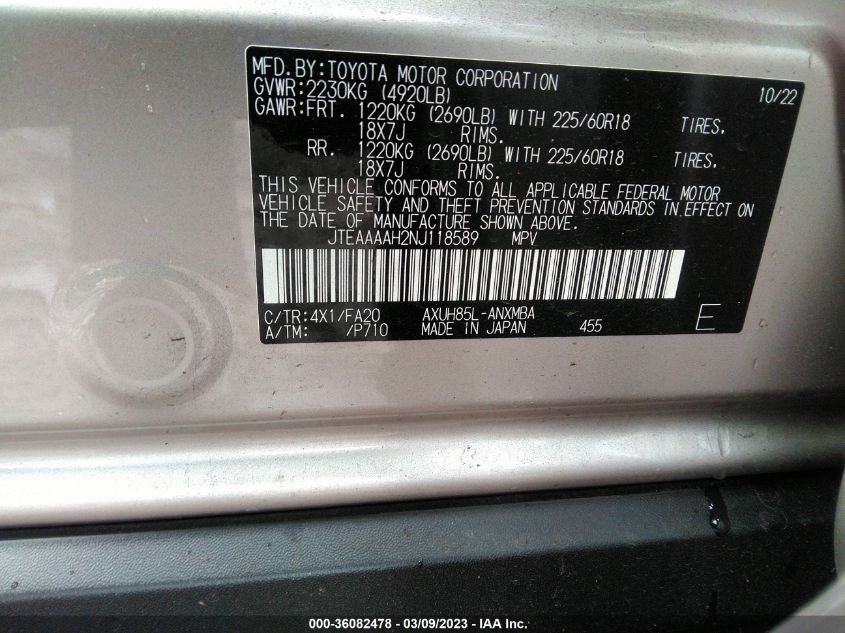 MFD.BY:TOYOTA MOTOR CORPORATION 10/22
GVWR:2230KG (4920LB)
GAWR:FRT. 1220KG (2690LB) WITH 225/60R18 TIRES.
18X7J RIMS.
RR. 1220KG (2690LB) WITH 225/60R18 TIRES.
18X7J RIMS.
THIS VEHICLE CONFORMS TO ALL APPLICABLE FEDERAL MOTOR
VEHICLE SAFETY AND THEFT PREVENTION STANDARDS IN EFFECT ON
THE DATE OF MANUFACTURE SHOWN ABOVE.
JTEAAAAH2NJ118589 MPV
C/TR:4X1/FA20 AXUH85L-ANXMBA
A/TM: /P710 MADE IN JAPAN 455 E
000-36082478 - 03/09/2023 - IAA Inc.